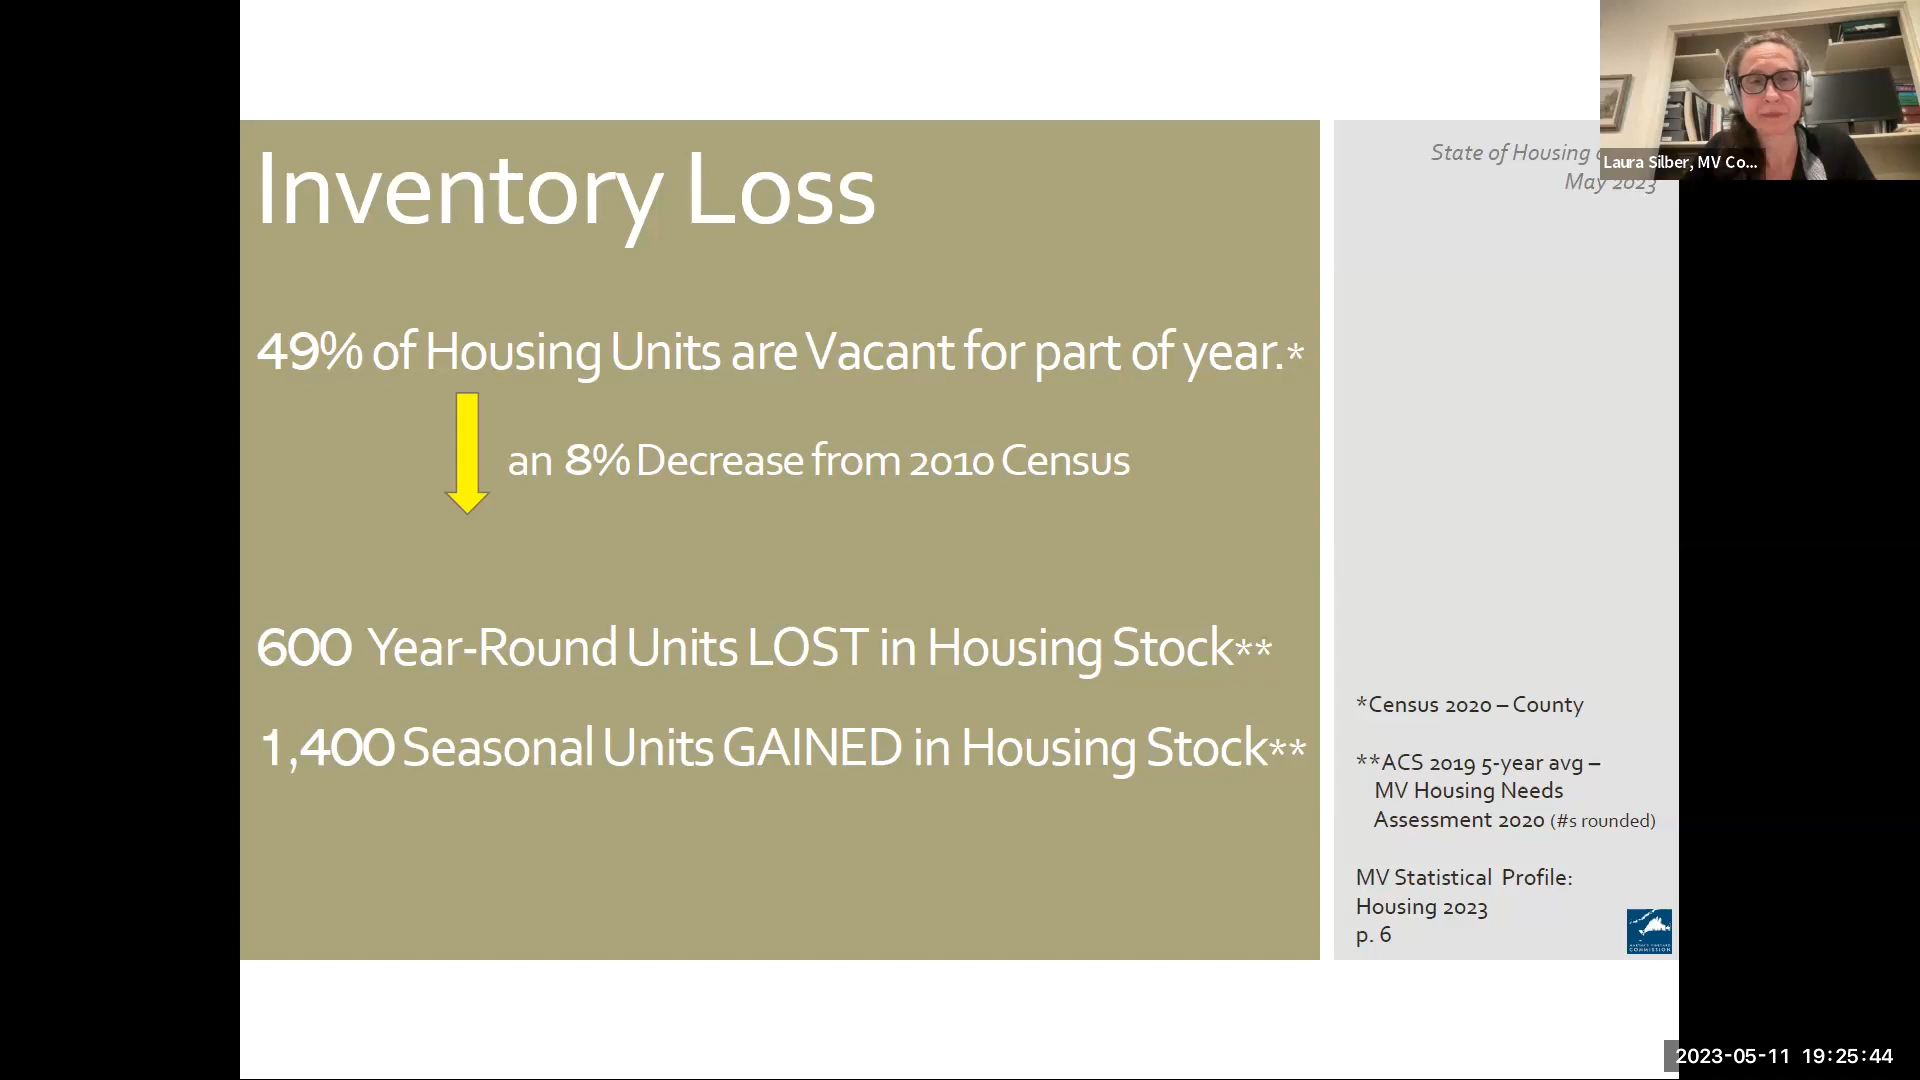 Inventory Loss
49% of Housing Units are Vacant for part of year.*
an 8% Decrease from 2010 Census
600 Year-Round Units LOST in Housing Stock**
1,400 Seasonal Units GAINED in Housing Stock**
State of Housing
May 2023
*Census 2020 – County
**ACS 2019 5-year avg –
MV Housing Needs
Assessment 2020 (#s rounded)
MV Statistical Profile:
Housing 2023
p. 6
MARTHA'S VINEYARD
COMMISSION
Laura Silber, MV Co...
2023-05-11 19:25:44